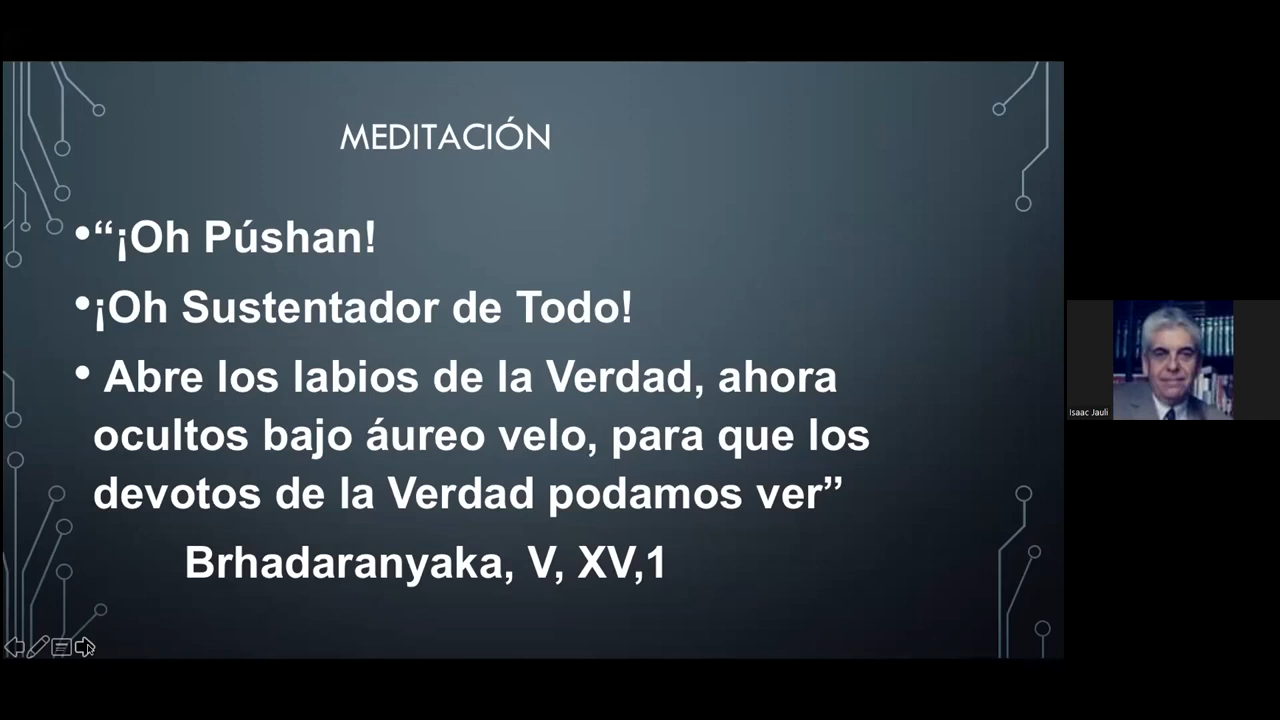 MEDITACIÓN
•“¡Oh Púshan!
•¡Oh Sustentador de Todo!
• Abre los labios de la Verdad, ahora
ocultos bajo áureo velo, para que los
devotos de la Verdad podamos ver”
Brhadaranyaka, V, XV,1
Isaac Jauli